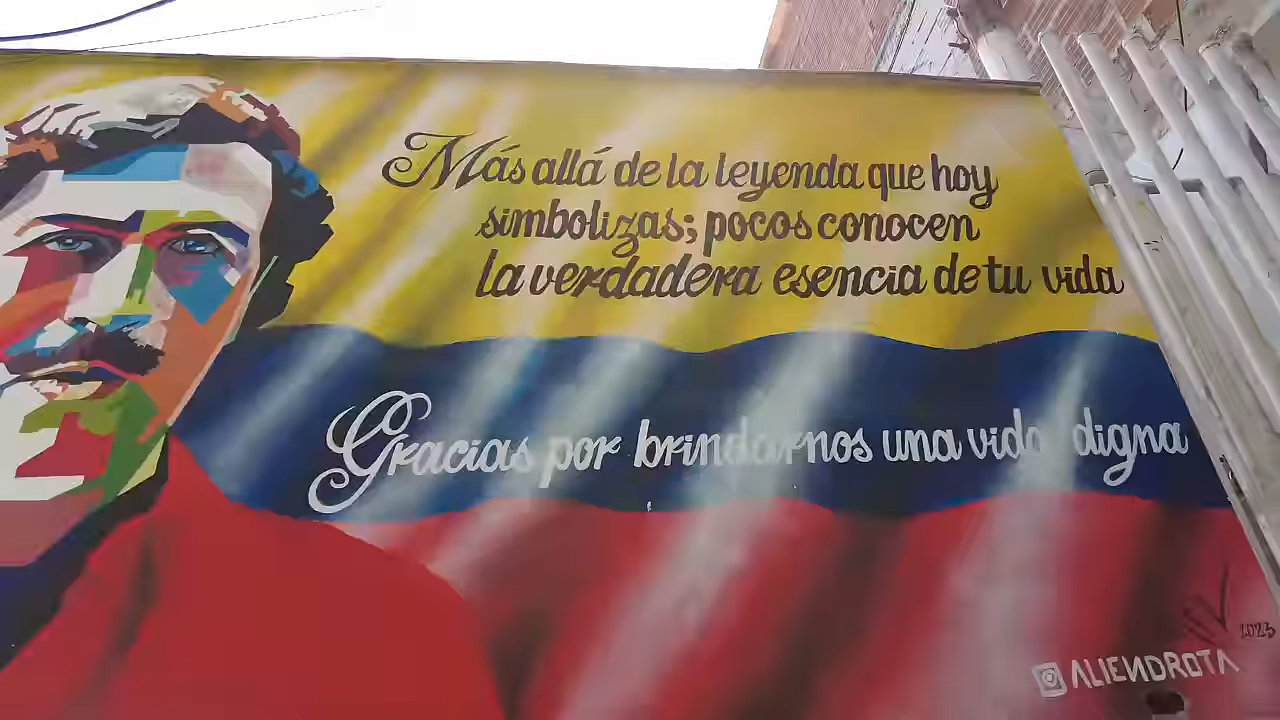 Más allá de la leyenda que hoy
simbolizas; pocos conocen
la verdadera esencia de tu vida
Gracias por brindarnos una vida digna
2023
@ALIENDROTA